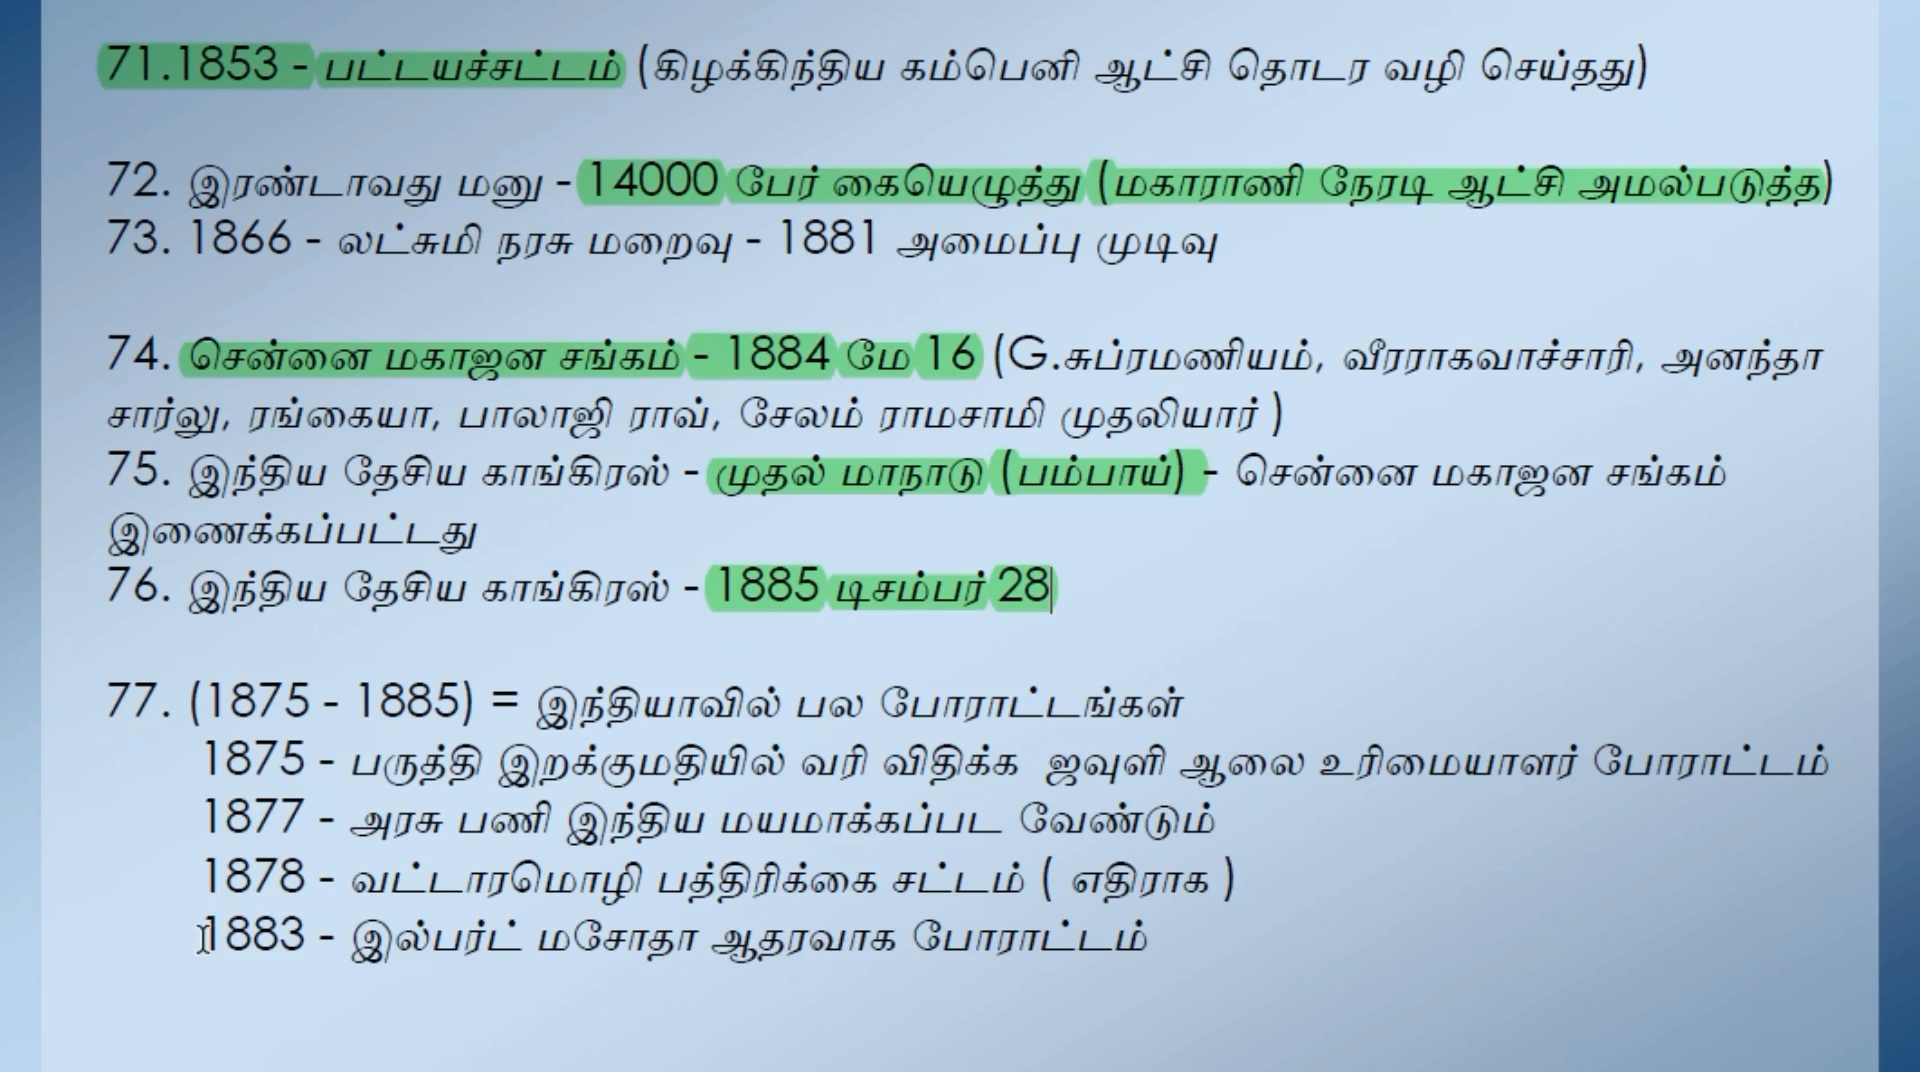 71.1853 - பட்டயச்சட்டம் (கிழக்கிந்திய கம்பெனி ஆட்சி தொடர வழி செய்தது)
72. இரண்டாவது மனு - 14000 பேர் கையெழுத்து (மகாராணி நேரடி ஆட்சி அமல்படுத்த)
73. 1866 - லட்சுமி நரசு மறைவு - 1881 அமைப்பு முடிவு
74. சென்னை மகாஜன சங்கம் - 1884 மே 16 (G.சுப்ரமணியம், வீரராகவாச்சாரி, அனந்தா
சார்லு, ரங்கையா, பாலாஜி ராவ், சேலம் ராமசாமி முதலியார் )
75. இந்திய தேசிய காங்கிரஸ் - முதல் மாநாடு (பம்பாய்) - சென்னை மகாஜன சங்கம்
இணைக்கப்பட்டது
76. இந்திய தேசிய காங்கிரஸ் - 1885 டிசம்பர் 28
77. (1875 - 1885) = இந்தியாவில் பல போராட்டங்கள்
1875 - பருத்தி இறக்குமதியில் வரி விதிக்க ஜவுளி ஆலை உரிமையாளர் போராட்டம்
1877 - அரசு பணி இந்திய மயமாக்கப்பட வேண்டும்
1878 - வட்டாரமொழி பத்திரிக்கை சட்டம் ( எதிராக )
1883 - இல்பர்ட் மசோதா ஆதரவாக போராட்டம்